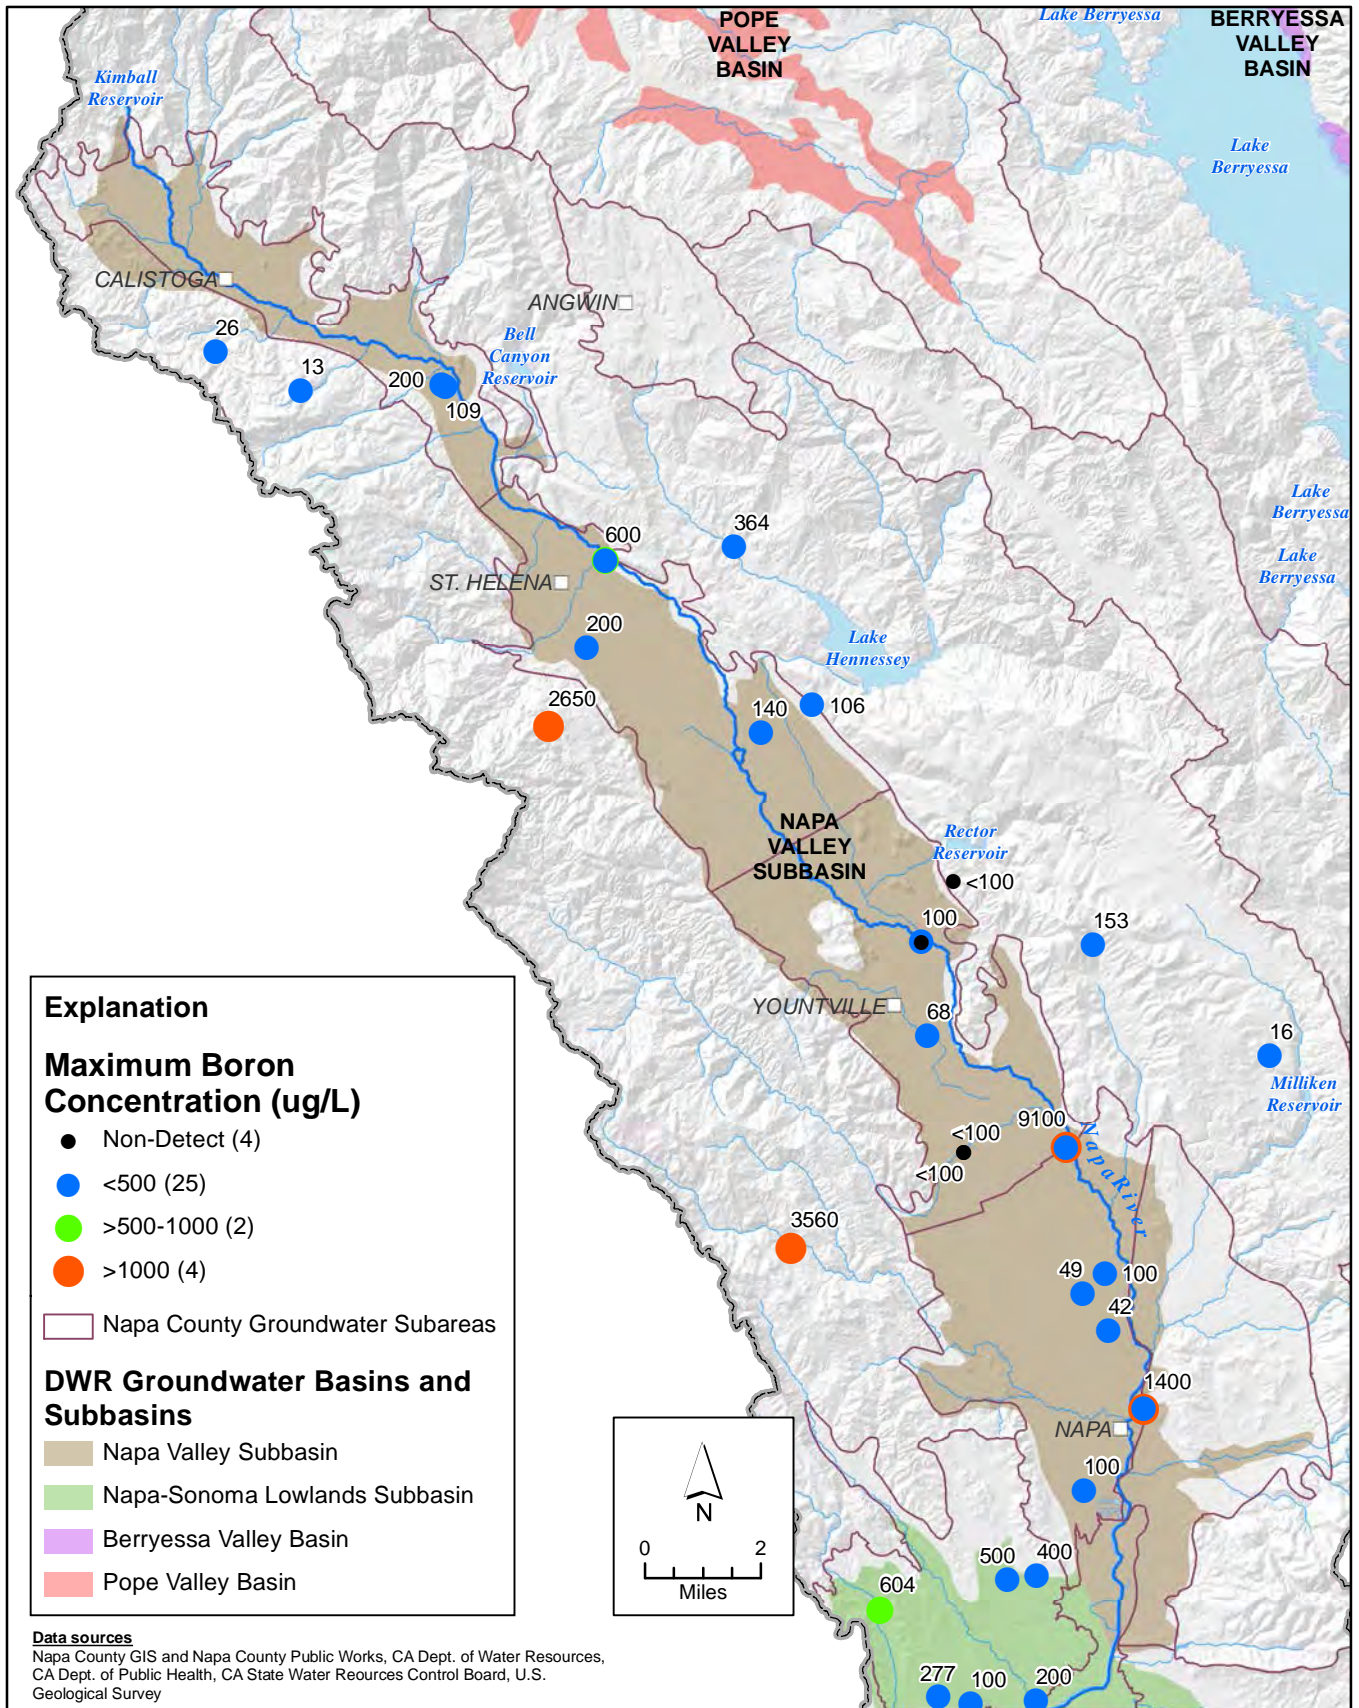 POPE
VALLEY
BASIN
Lake Berryessa
BERRYESSA
VALLEY
BASIN
Kimball
Reservoir
Lake
Berryessa
CALISTOGA
ANGWIN
26
13
Bell
Canyon
Reservoir
200
109
Lake
Berryessa
364
600
Lake
Berryessa
ST. HELENA
200
Lake
Hennessey
2650
140
106
NAPA
VALLEY
SUBBASIN
Rector
Reservoir
<100
100
153
YOUNTVILLE
68
16
Milliken
Reservoir
9100
<100
<100
Napa River
3560
49
100
42
1400
NAPA
100
500
400
604
277
100
200
Explanation
Maximum Boron
Concentration (ug/L)
Non-Detect (4)
<500 (25)
>500-1000 (2)
>1000 (4)
Napa County Groundwater Subareas
DWR Groundwater Basins and
Subbasins
Napa Valley Subbasin
Napa-Sonoma Lowlands Subbasin
Berryessa Valley Basin
Pope Valley Basin
N
0 2
Miles
Data sources
Napa County GIS and Napa County Public Works, CA Dept. of Water Resources,
CA Dept. of Public Health, CA State Water Reources Control Board, U.S.
Geological Survey